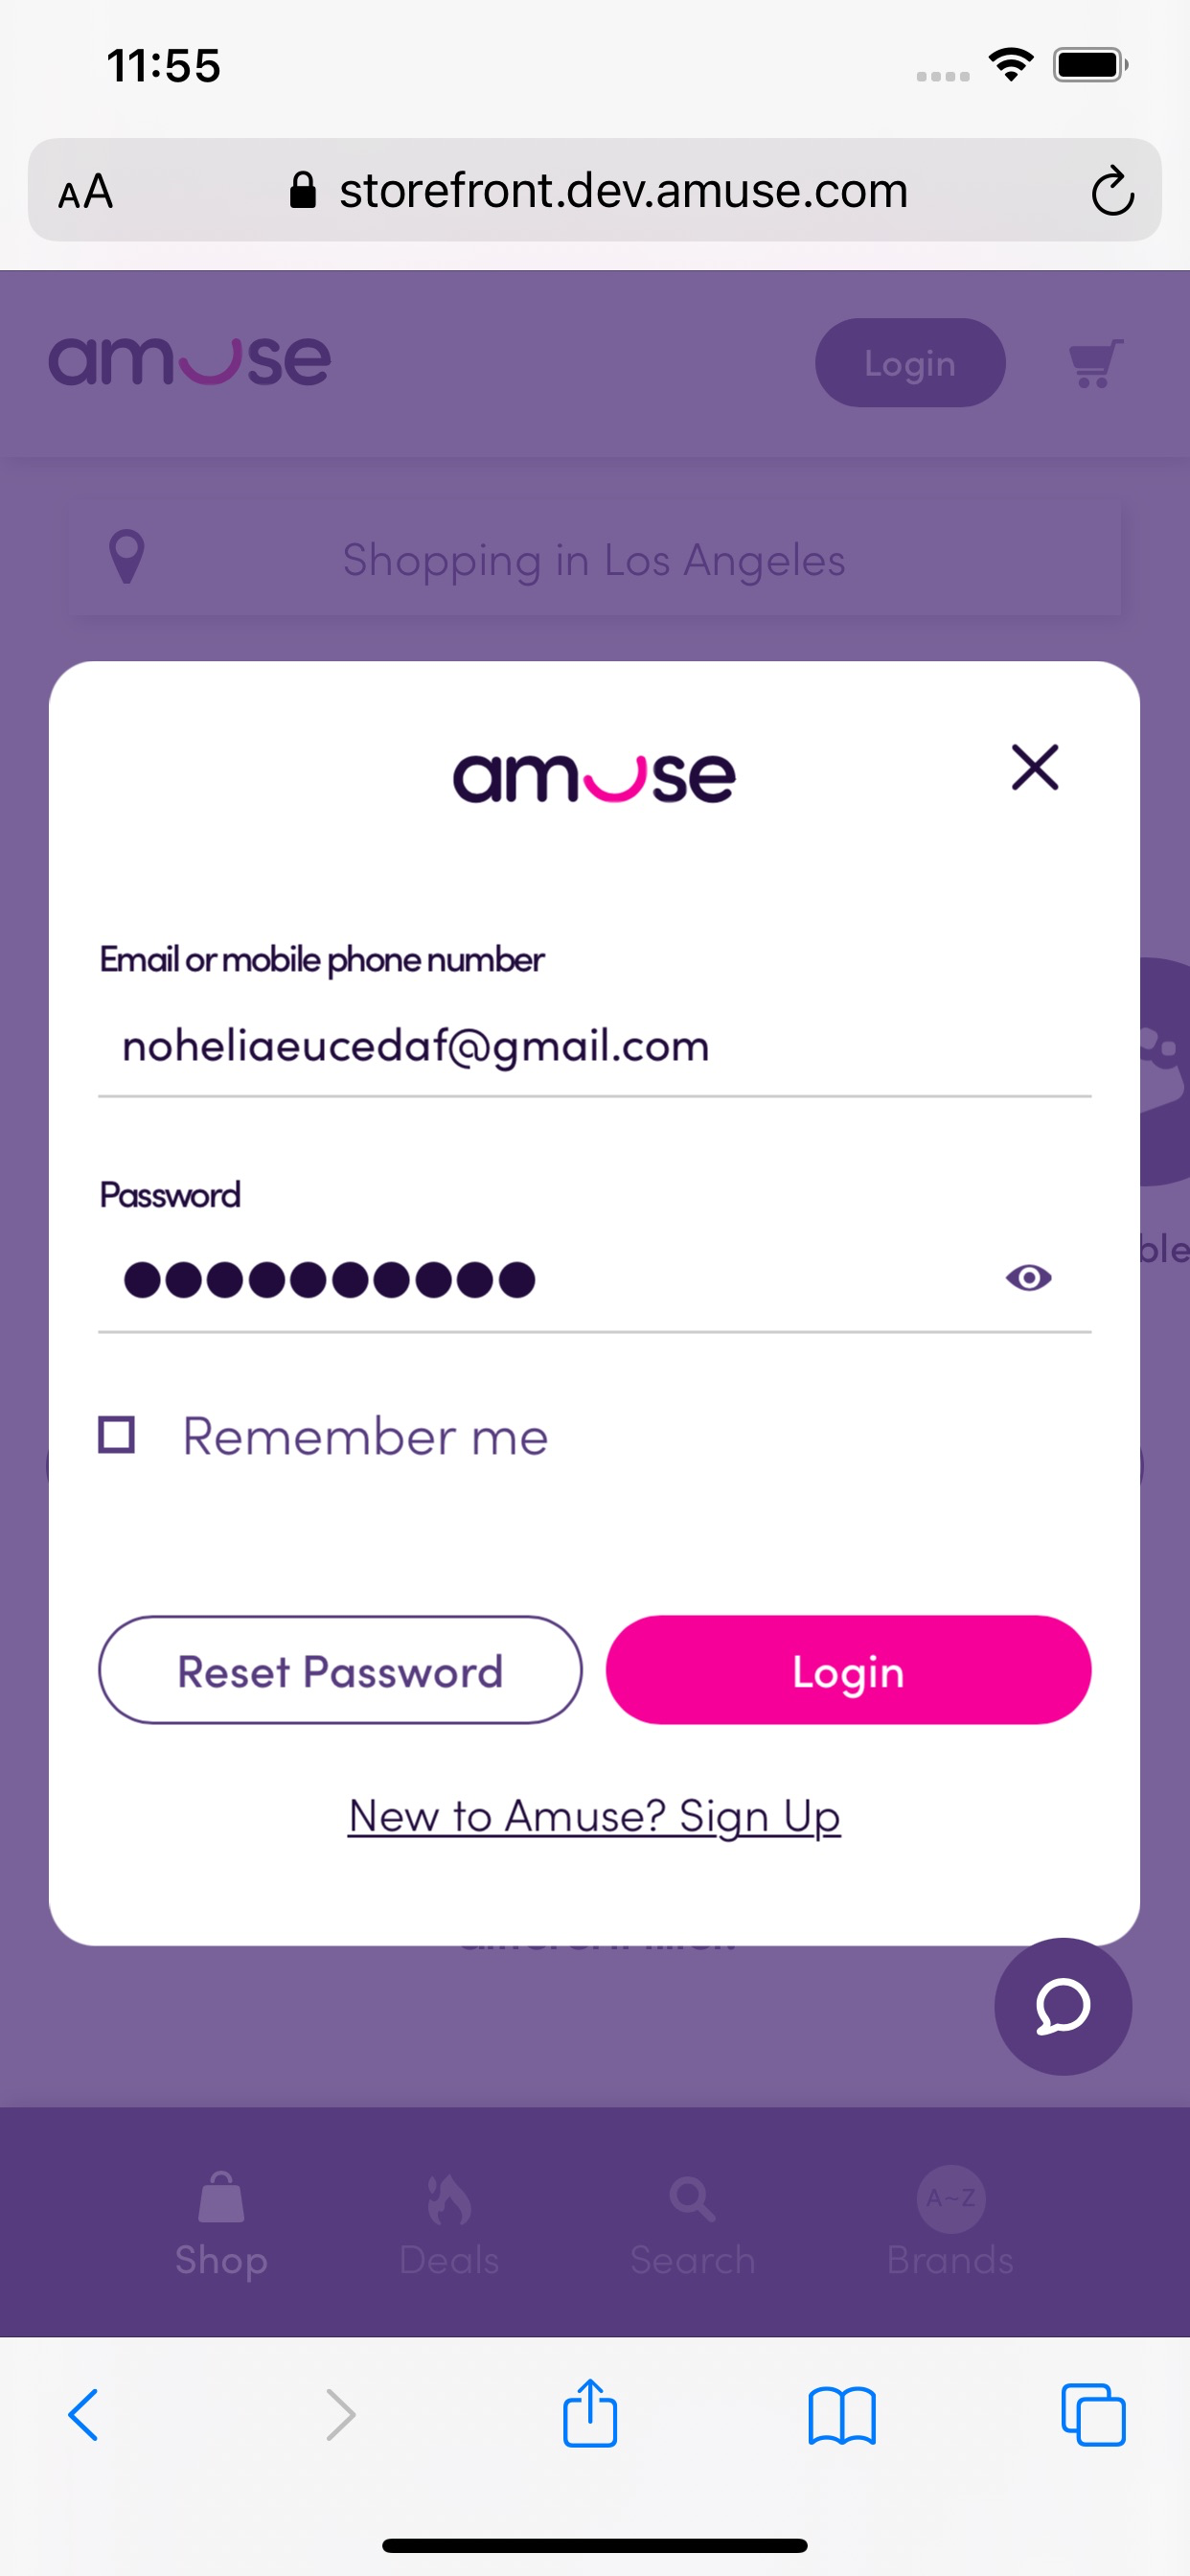 11:55
AA storefront.dev.amuse.com
amuse Login
Shopping in Los Angeles
amuse
Email or mobile phone number
noheliaeucedaf@gmail.com
Password
ble
Remember me
Reset Password Login
New to Amuse? Sign Up
A~Z
Shop Deals Search Brands